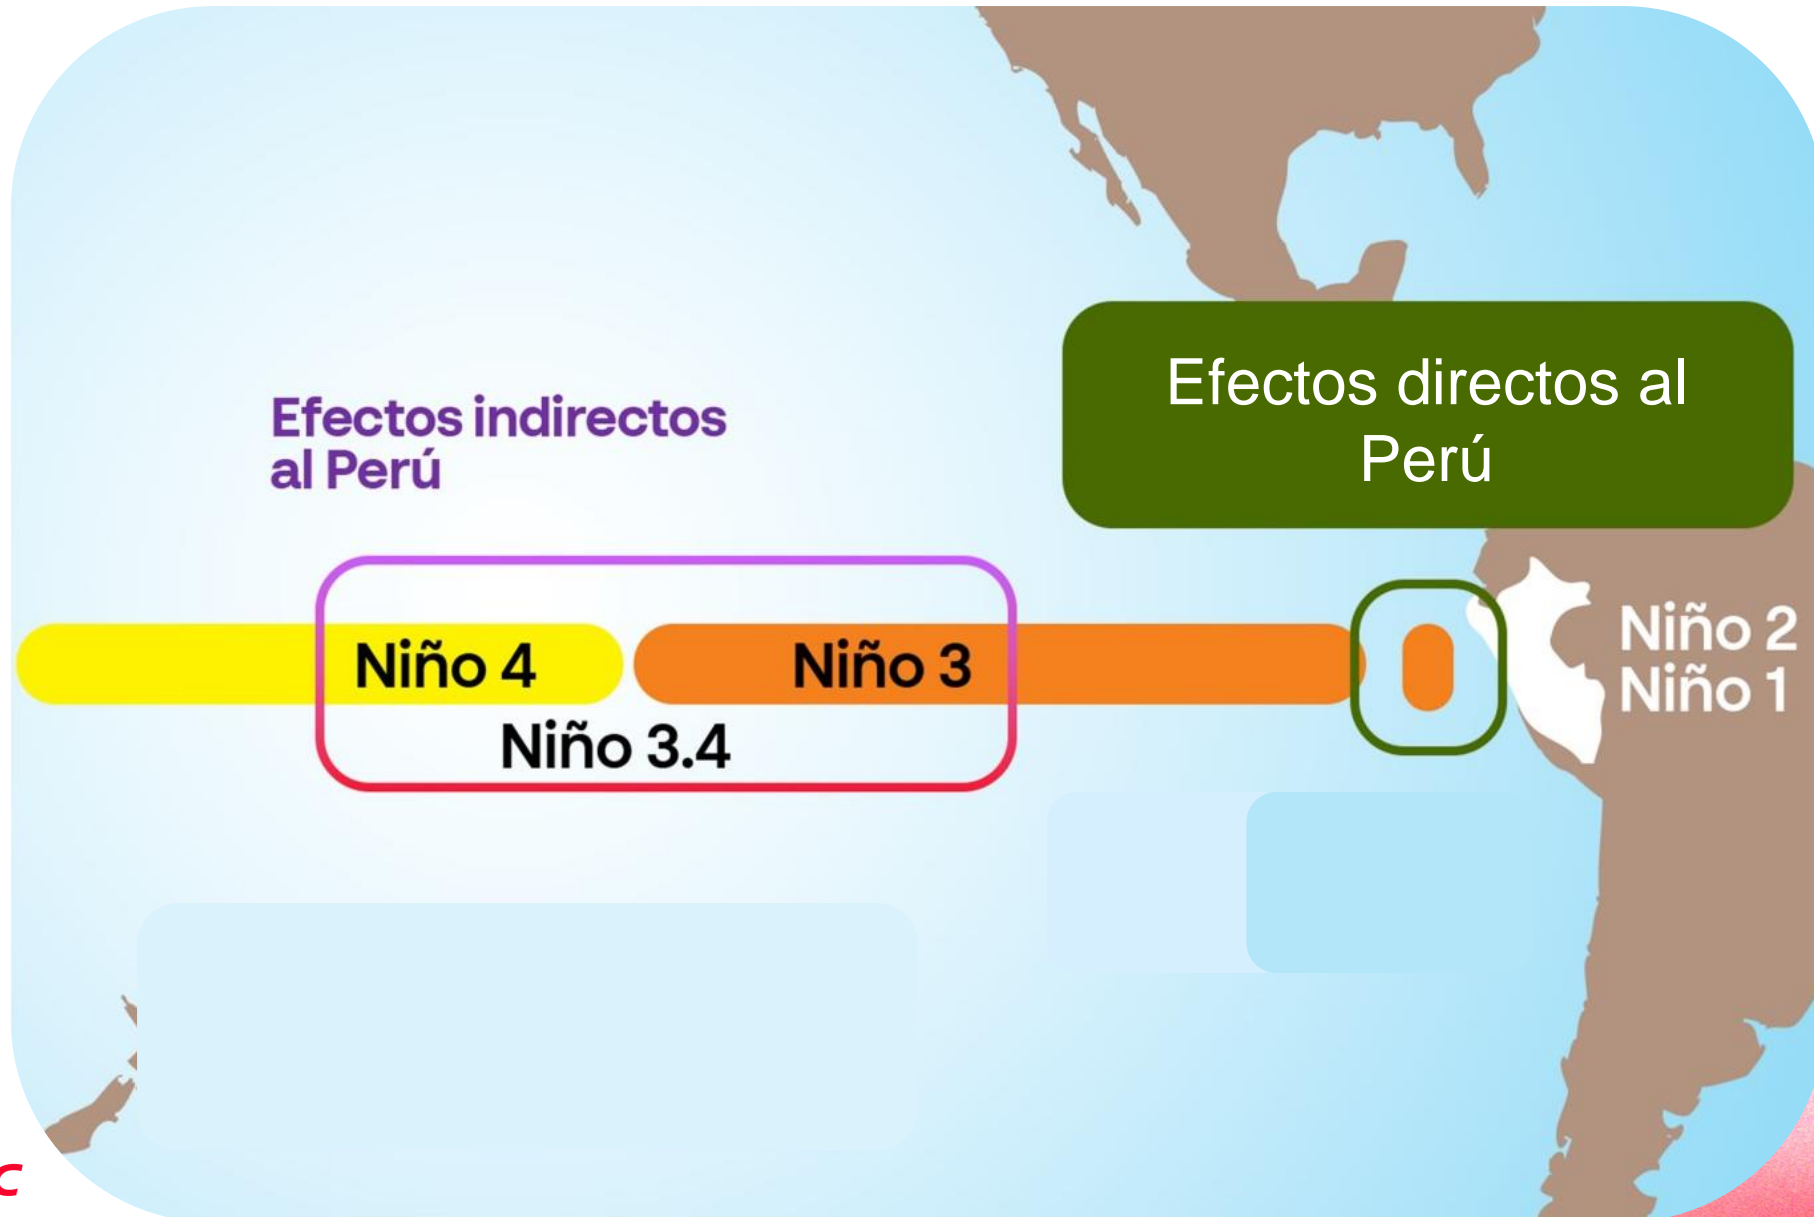 Efectos directos al
Perú
Efectos indirectos
al Perú
Niño 4
Niño 3
Niño 3.4
Niño 2
Niño 1
c